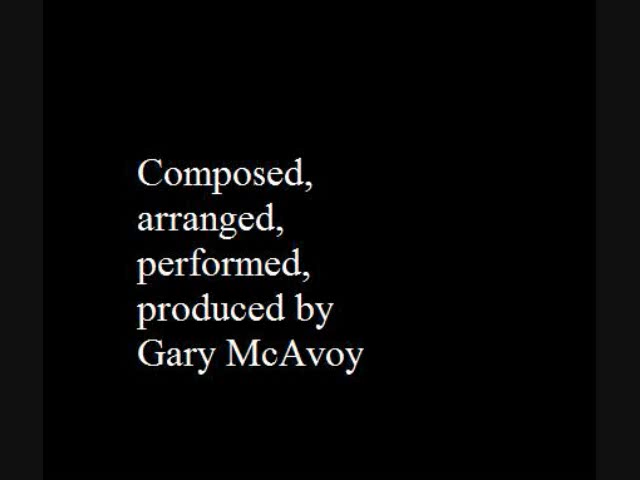 Composed,
arranged,
performed,
produced by
Gary McAvoy